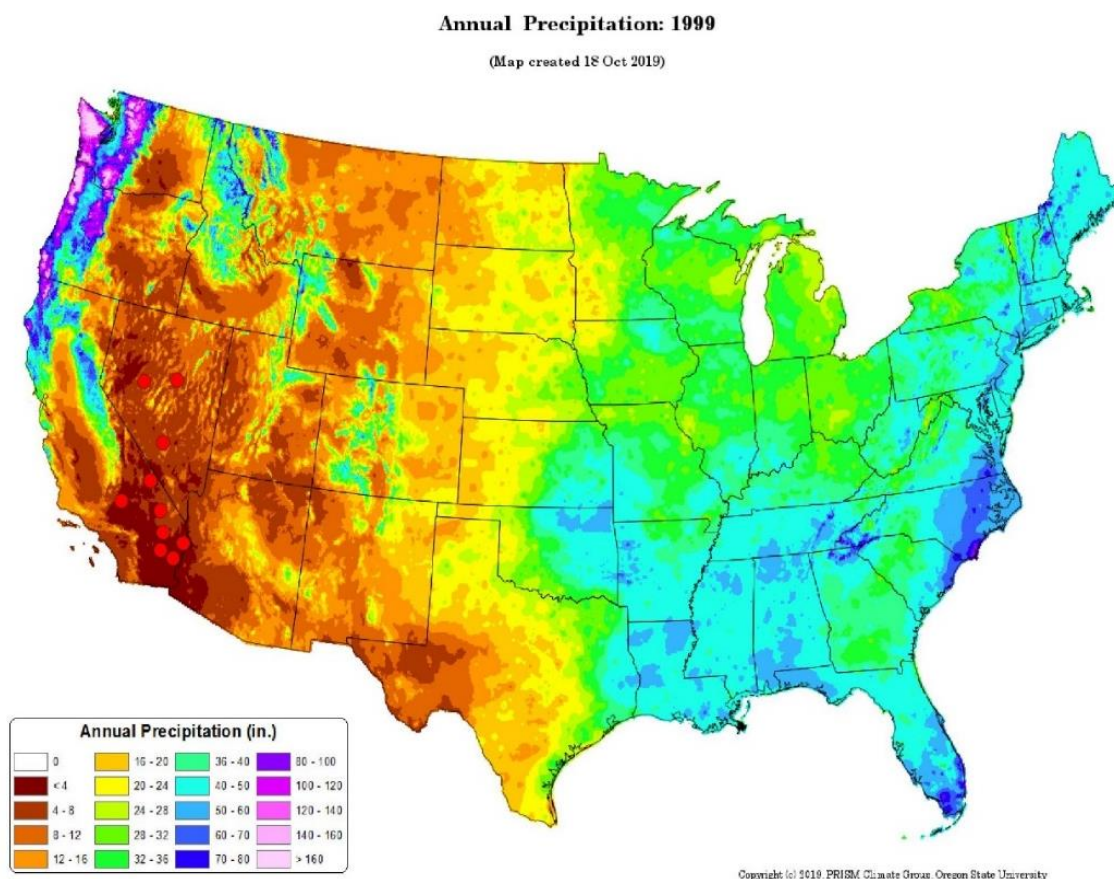 Annual Precipitation: 1999
(Map created 18 Oct 2019)
Annual Precipitation (in.)
0
< 4
4 - 8
8 - 12
12 - 16
16 - 20
20 - 24
24 - 28
28 - 32
32 - 36
36 - 40
40 - 50
50 - 60
60 - 70
70 - 80
80 - 100
100 - 120
120 - 140
140 - 160
> 160
Copyright (c) 2019, PRISM Climate Group, Oregon State University